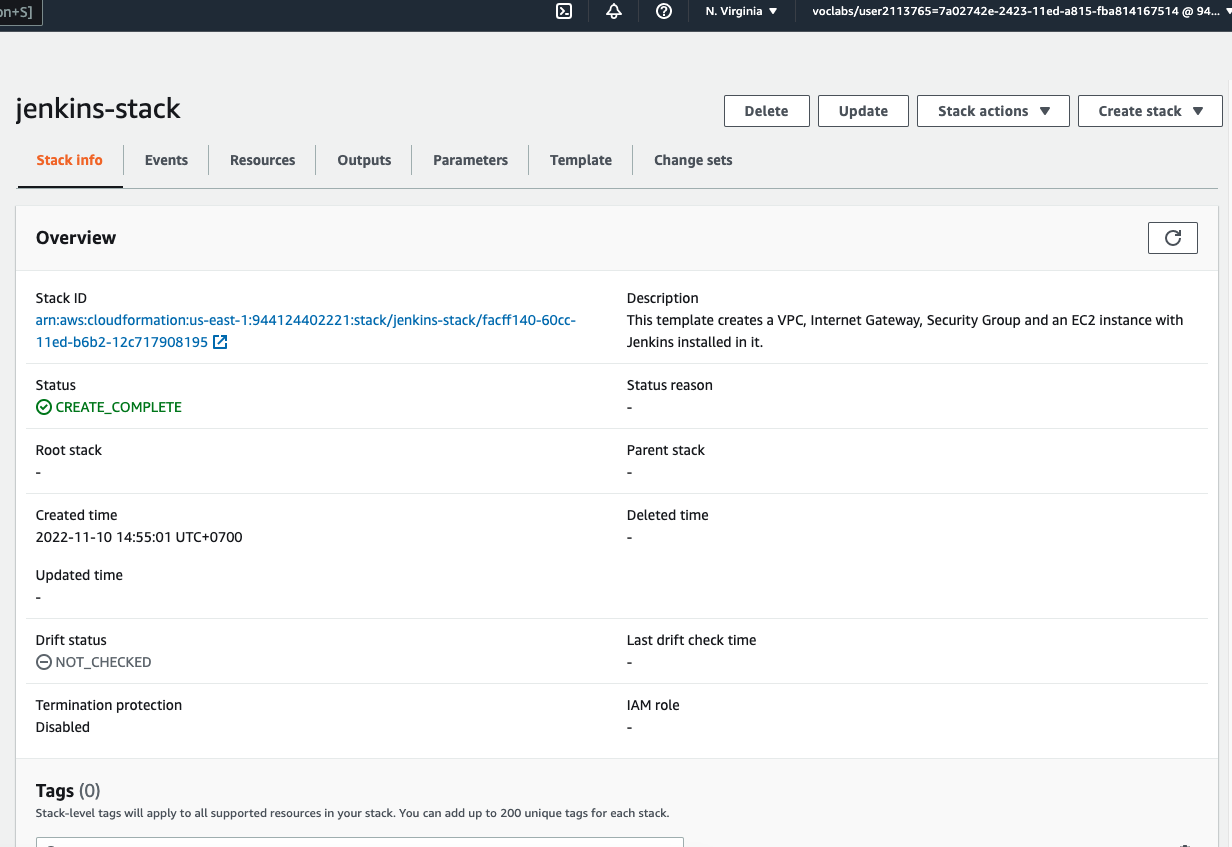 on+S]
N. Virginia
voclabs/user2113765=7a02742e-2423-11ed-a815-fba814167514 @ 94...
jenkins-stack
Delete
Update
Stack actions
Create stack
Stack info
Events
Resources
Outputs
Parameters
Template
Change sets
Overview
Stack ID
arn:aws:cloudformation:us-east-1:944124402221:stack/jenkins-stack/facff140-60cc-
11ed-b6b2-12c717908195
Description
This template creates a VPC, Internet Gateway, Security Group and an EC2 instance with
Jenkins installed in it.
Status
CREATE_COMPLETE
Status reason
-
Root stack
-
Parent stack
-
Created time
2022-11-10 14:55:01 UTC+0700
Deleted time
-
Updated time
-
Drift status
NOT_CHECKED
Last drift check time
-
Termination protection
Disabled
IAM role
-
Tags (0)
Stack-level tags will apply to all supported resources in your stack. You can add up to 200 unique tags for each stack.